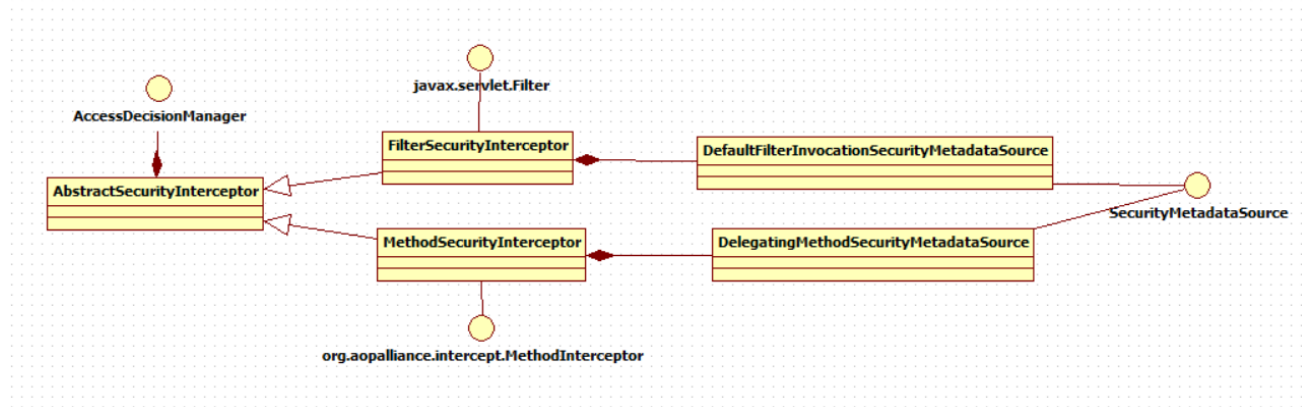 javax.servlet.Filter
AccessDecisionManager
FilterSecurityInterceptor
DefaultFilterInvocationSecurityMetadataSource
AbstractSecurityInterceptor
SecurityMetadataSource
MethodSecurityInterceptor
DelegatingMethodSecurityMetadataSource
org.aopalliance.intercept.MethodInterceptor